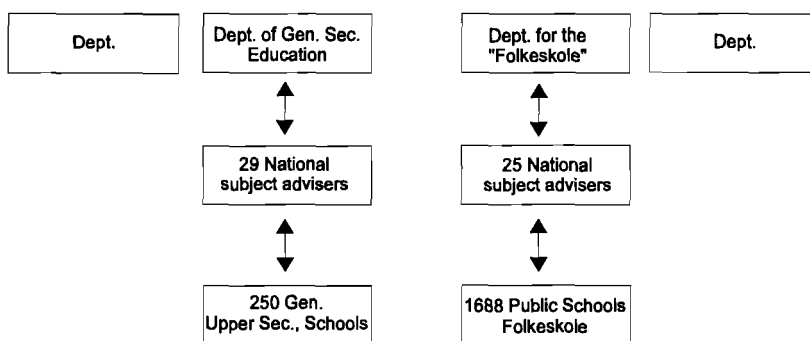 Dept.
Dept. of Gen. Sec.
Education
Dept. for the
"Folkeskole"
Dept.
29 National
subject advisers
25 National
subject advisers
250 Gen.
Upper Sec., Schools
1688 Public Schools
Folkeskole